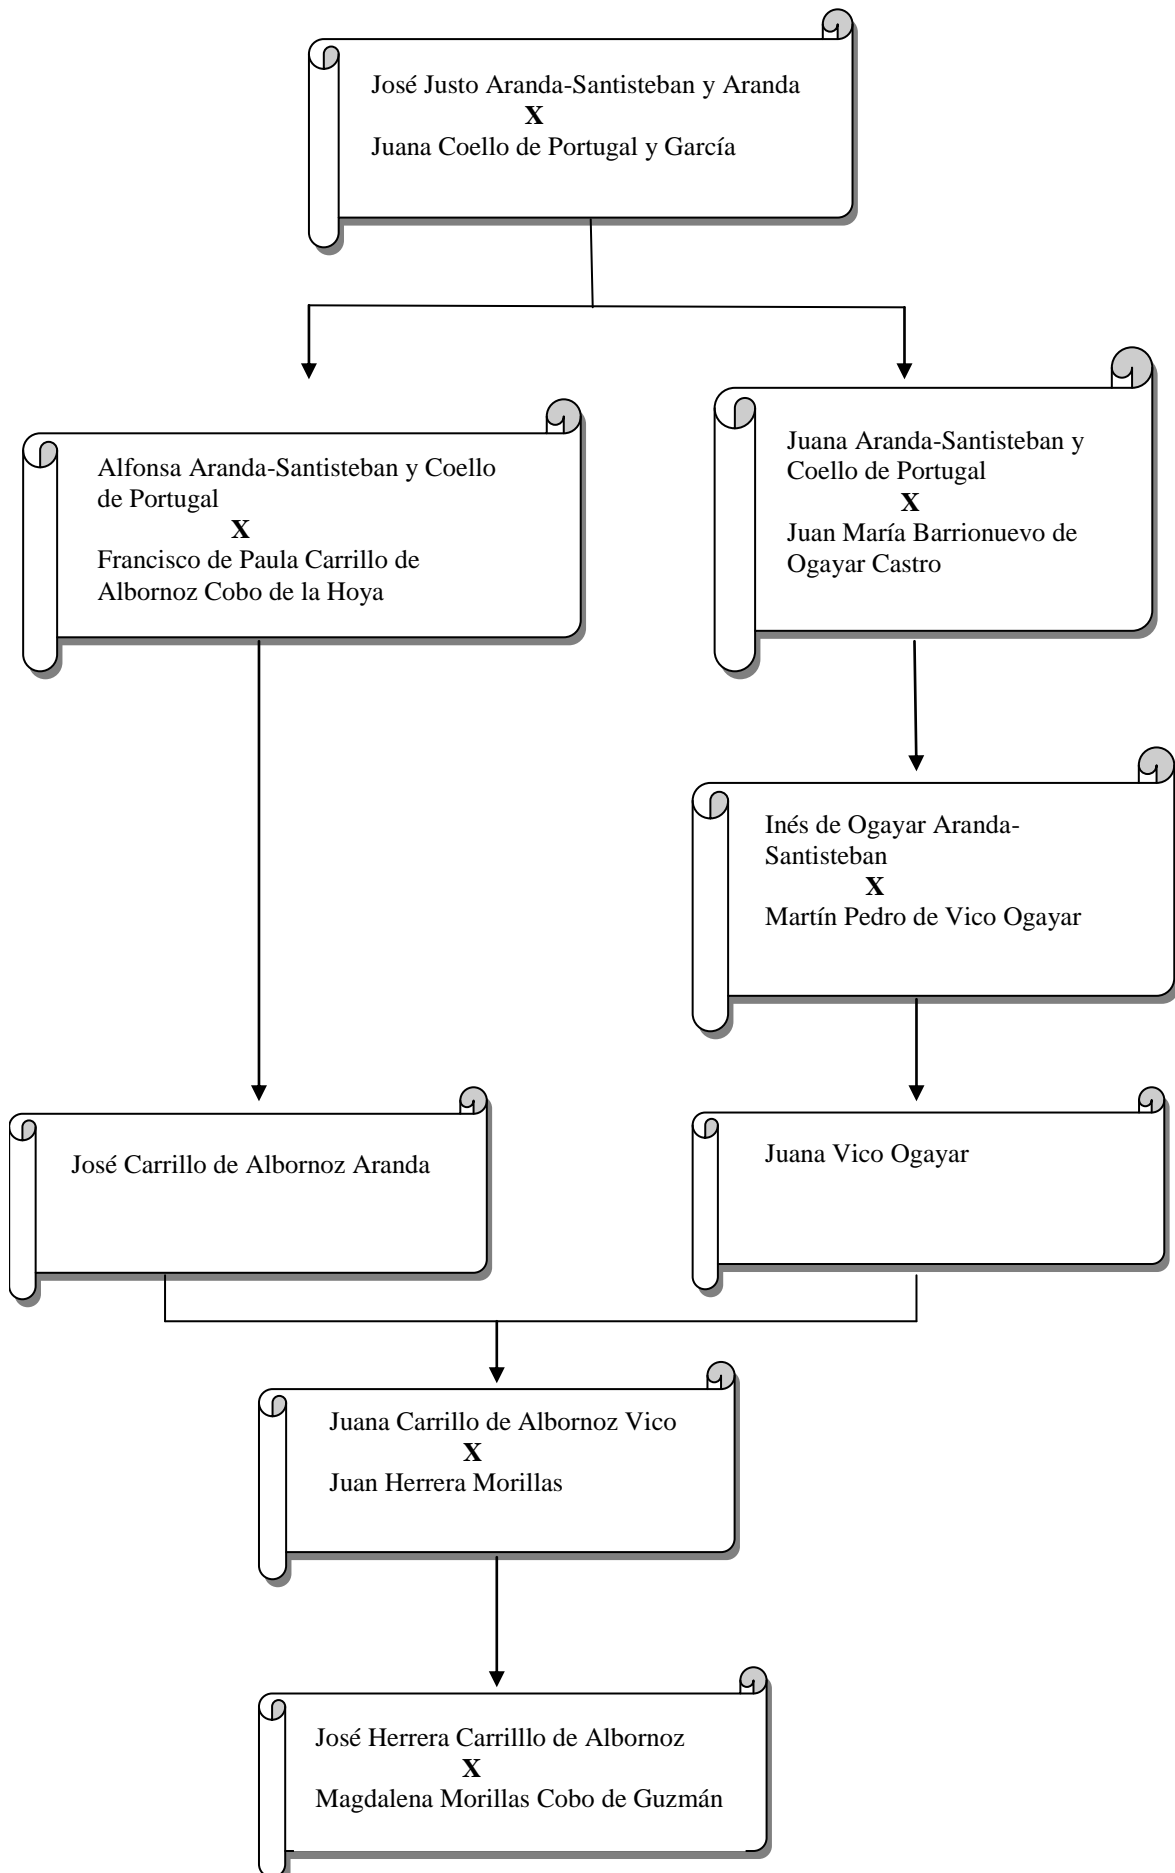 José Justo Aranda-Santisteban y Aranda
X
Juana Coello de Portugal y García
Alfonsa Aranda-Santisteban y Coello
de Portugal
X
Francisco de Paula Carrillo de
Albornoz Cobo de la Hoya
Juana Aranda-Santisteban y
Coello de Portugal
X
Juan María Barrionuevo de
Ogayar Castro
Inés de Ogayar Aranda-
Santisteban
X
Martín Pedro de Vico Ogayar
José Carrillo de Albornoz Aranda
Juana Vico Ogayar
Juana Carrillo de Albornoz Vico
X
Juan Herrera Morillas
José Herrera Carrilllo de Albornoz
X
Magdalena Morillas Cobo de Guzmán